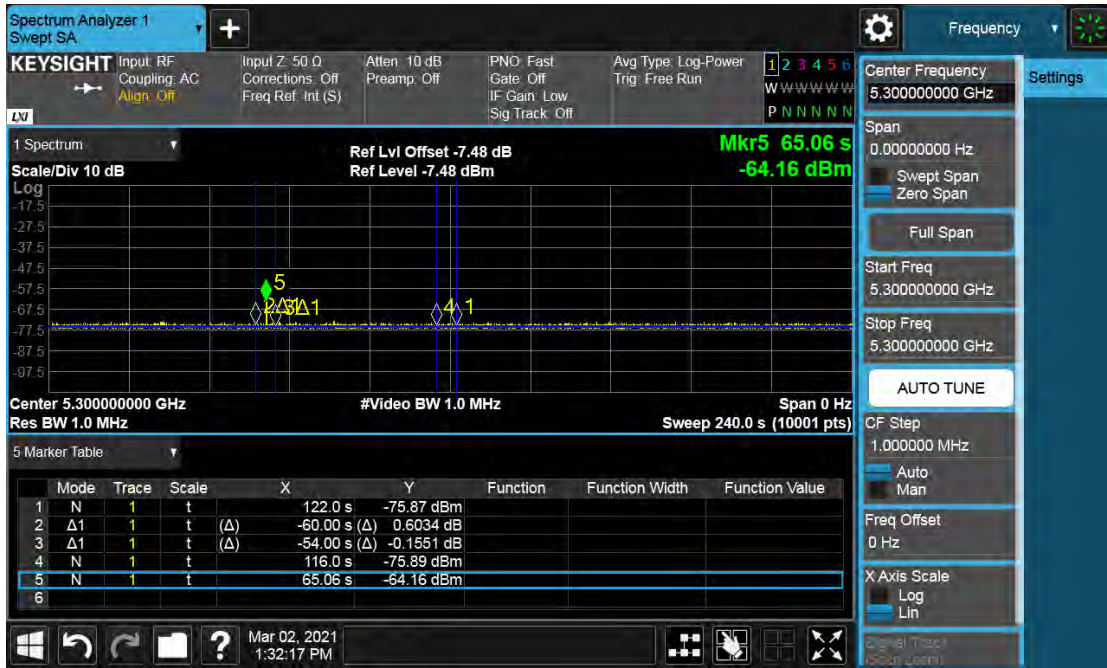 Spectrum Analyzer 1
Swept SA
+
Frequency
KEYSIGHT
Input: RF
Coupling: AC
Align: Off
Input Z: 50 Ω
Corrections: Off
Freq Ref: Int (S)
Atten: 10 dB
Preamp: Off
PNO: Fast
Gate: Off
IF Gain: Low
Sig Track: Off
Avg Type: Log-Power
Trig: Free Run
1 2 3 4 5 6
W W W W W W
P N N N N N
LXI
1 Spectrum
Scale/Div 10 dB
Ref Lvl Offset -7.48 dB
Ref Level -7.48 dBm
Mkr5 65.06 s
-64.16 dBm
Log
-17.5
-27.5
-37.5
-47.5
-57.5
-67.5
-77.5
-87.5
-97.5
5
3Δ1
4
1
Center 5.300000000 GHz
#Video BW 1.0 MHz
Span 0 Hz
Res BW 1.0 MHz
Sweep 240.0 s (10001 pts)
5 Marker Table
Mode Trace Scale X Y Function Function Width Function Value
1 N 1 t 122.0 s -75.87 dBm
2 Δ1 1 t (Δ) -60.00 s (Δ) 0.6034 dB
3 Δ1 1 t (Δ) -54.00 s (Δ) -0.1551 dB
4 N 1 t 116.0 s -75.89 dBm
5 N 1 t 65.06 s -64.16 dBm
6
?
Mar 02, 2021
1:32:17 PM
Center Frequency
5.300000000 GHz
Settings
Span
0.00000000 Hz
Swept Span
Zero Span
Full Span
Start Freq
5.300000000 GHz
Stop Freq
5.300000000 GHz
AUTO TUNE
CF Step
1.000000 MHz
Auto
Man
Freq Offset
0 Hz
X Axis Scale
Log
Lin
Signal Track
(Span Zoom)